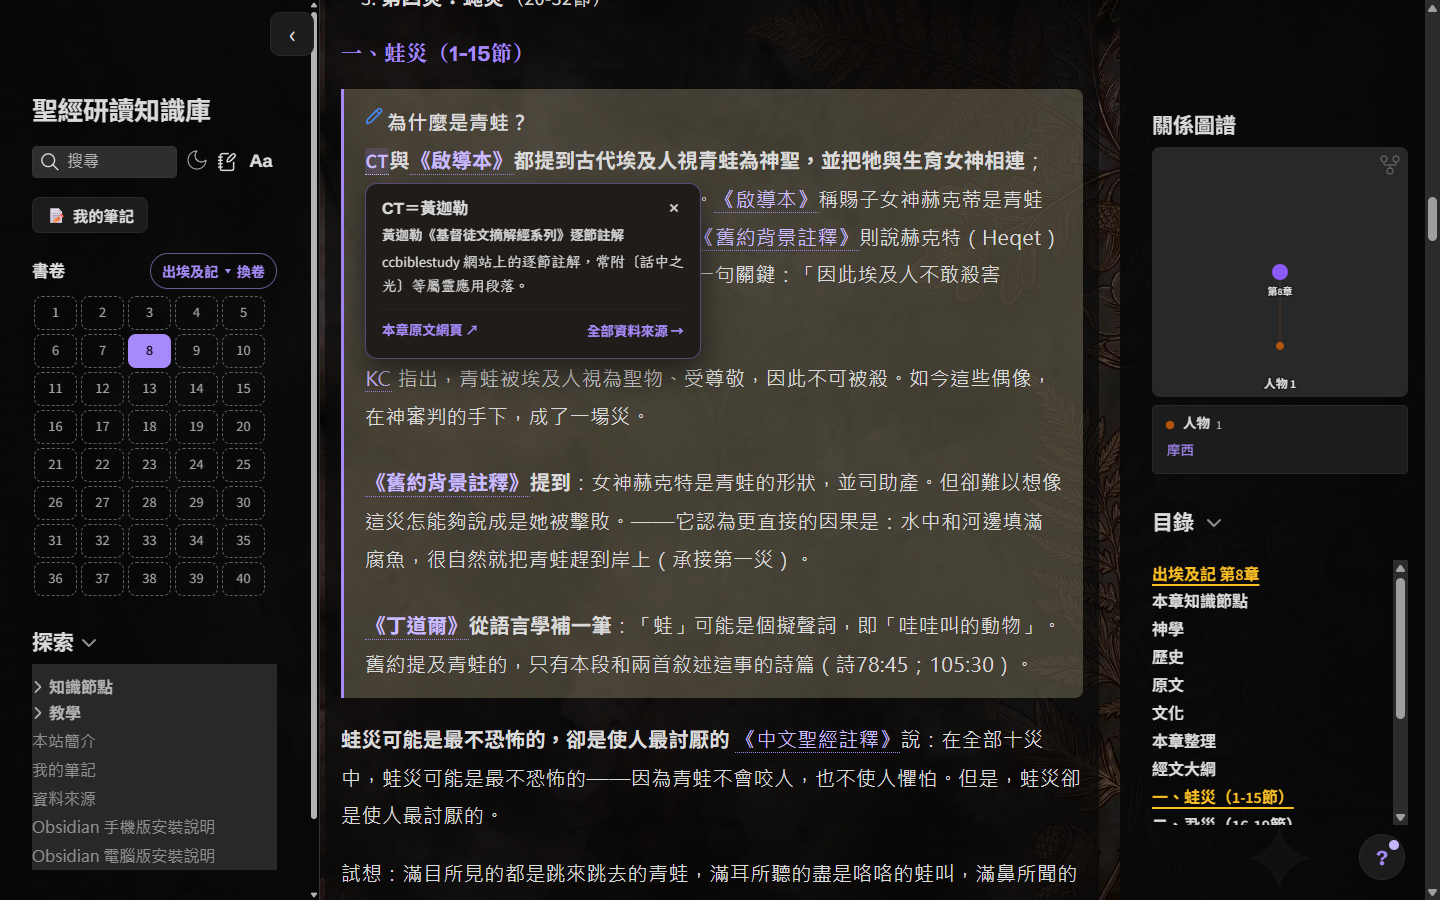 聖經研讀知識庫
搜尋
Aa
我的筆記
書卷
出埃及記 ▾ 換卷
1 2 3 4 5
6 7 8 9 10
11 12 13 14 15
16 17 18 19 20
21 22 23 24 25
26 27 28 29 30
31 32 33 34 35
36 37 38 39 40
探索
知識節點
教學
本站簡介
我的筆記
資料來源
Obsidian 手機版安裝說明
Obsidian 電腦版安裝說明
3. 第四災：蠅災（20-32節）
一、蛙災（1-15節）
為什麼是青蛙？
CT與《啟導本》都提到古代埃及人視青蛙為神聖，並把牠與生育女神相連；
。《啟導本》稱賜子女神赫克蒂是青蛙
《舊約背景註釋》則說赫克特（Heqet）
一句關鍵：「因此埃及人不敢殺害
CT＝黃迦勒
×
黃迦勒《基督徒文摘解經系列》逐節註解
ccbiblestudy 網站上的逐節註解，常附〔話中之
光〕等屬靈應用段落。
本章原文網頁 ↗
全部資料來源 →
KC 指出，青蛙被埃及人視為聖物、受尊敬，因此不可被殺。如今這些偶像，
在神審判的手下，成了一場災。
《舊約背景註釋》提到：女神赫克特是青蛙的形狀，並司助產。但卻難以想像
這災怎能夠說成是她被擊敗。——它認為更直接的因果是：水中和河邊填滿
腐魚，很自然就把青蛙趕到岸上（承接第一災）。
《丁道爾》從語言學補一筆：「蛙」可能是個擬聲詞，即「哇哇叫的動物」。
舊約提及青蛙的，只有本段和兩首敘述這事的詩篇（詩78:45；105:30）。
蛙災可能是最不恐怖的，卻是使人最討厭的 《中文聖經註釋》說：在全部十災
中，蛙災可能是最不恐怖的——因為青蛙不會咬人，也不使人懼怕。但是，蛙災卻
是使人最討厭的。
試想：滿目所見的都是跳來跳去的青蛙，滿耳所聽的盡是咯咯的蛙叫，滿鼻所聞的
關係圖譜
第8章
人物 1
人物 1
摩西
目錄
出埃及記 第8章
本章知識節點
神學
歷史
原文
文化
本章整理
經文大綱
一、蛙災（1-15節）
二、虱災（16-19節）
?